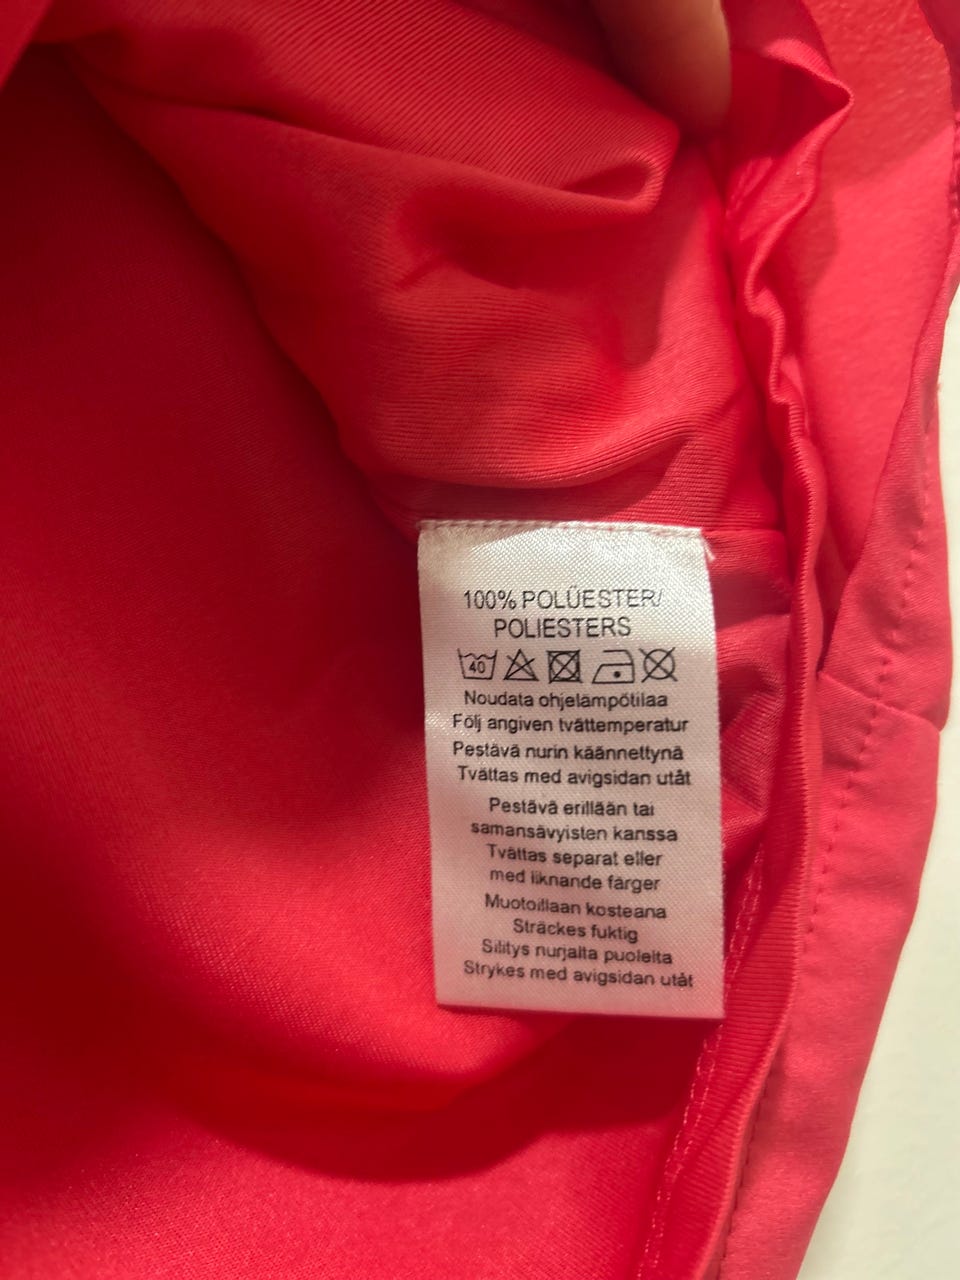 100% POLÜESTER/
POLIESTERS
40
Noudata ohjelämpötilaa
Följ angiven tvättemperatur
Pestävä nurin käännettynä
Tvättas med avigsidan utåt
Pestävä erillään tai
samansävyisten kanssa
Tvättas separat eller
med liknande färger
Muotoillaan kosteana
Sträckes fuktig
Silitys nurjalta puolelta
Strykes med avigsidan utåt